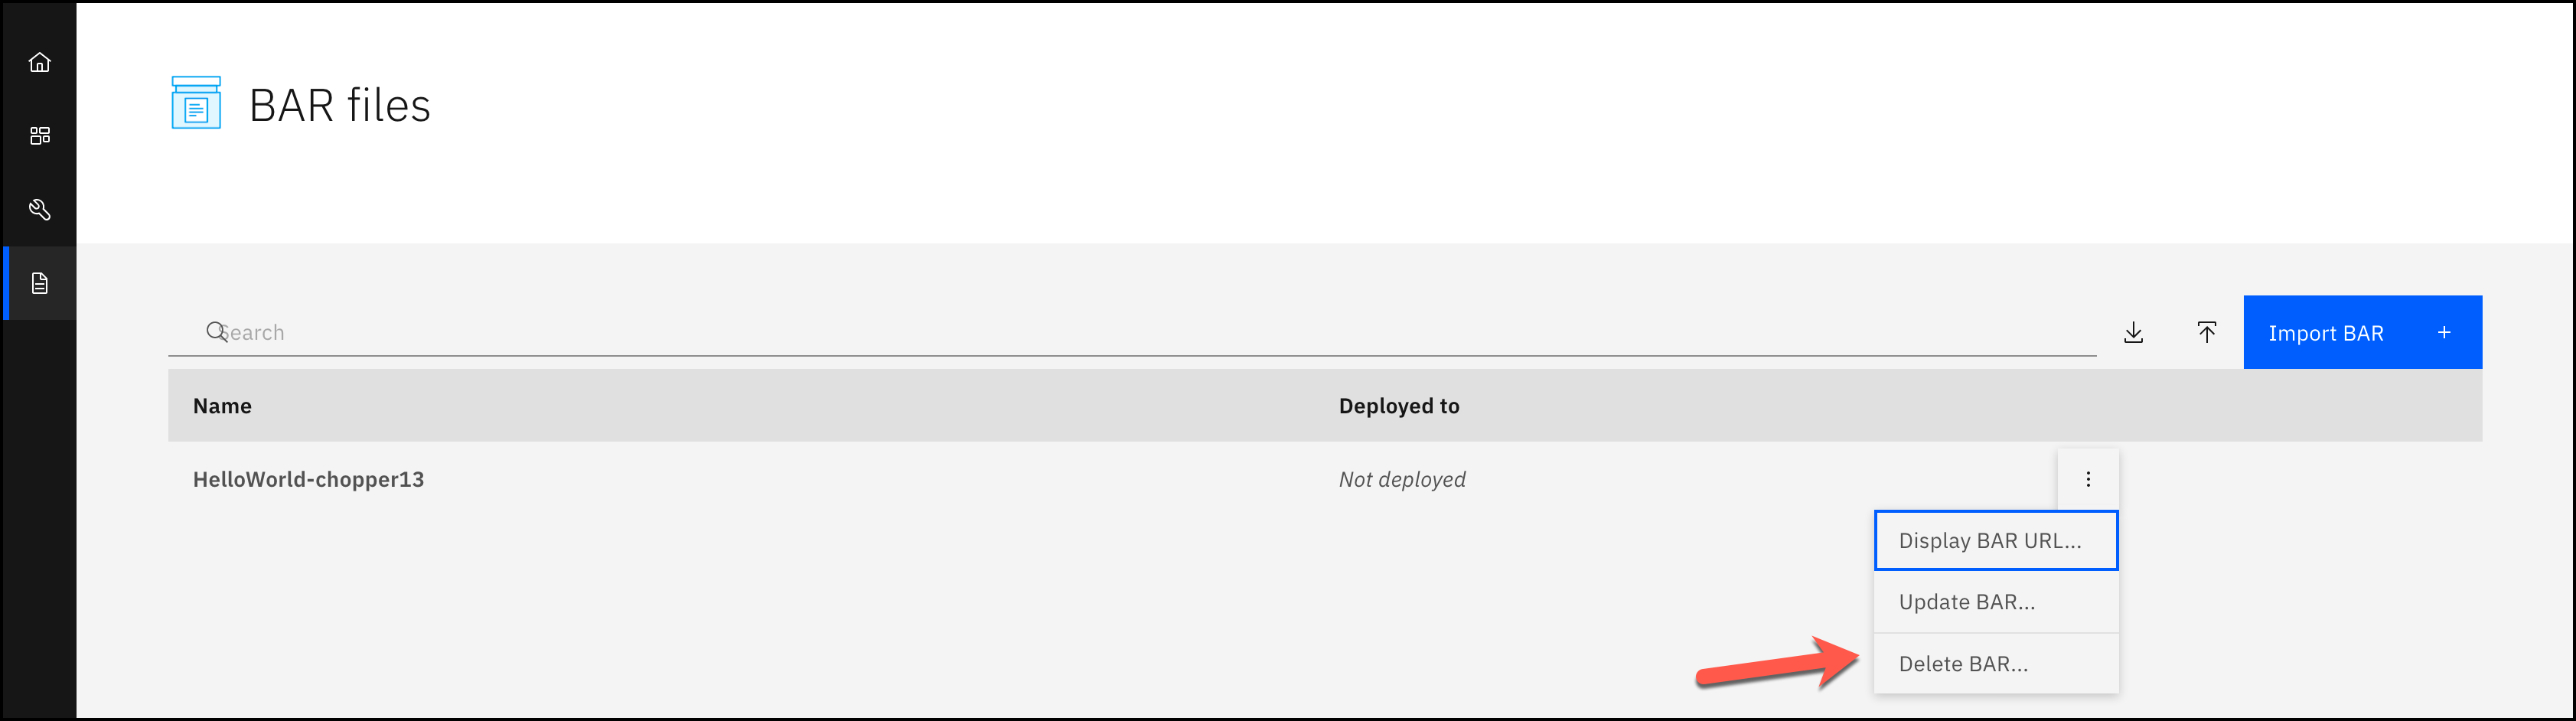 BAR files
Search
Import BAR +
Name Deployed to
HelloWorld-chopper13 Not deployed
Display BAR URL...
Update BAR...
Delete BAR...